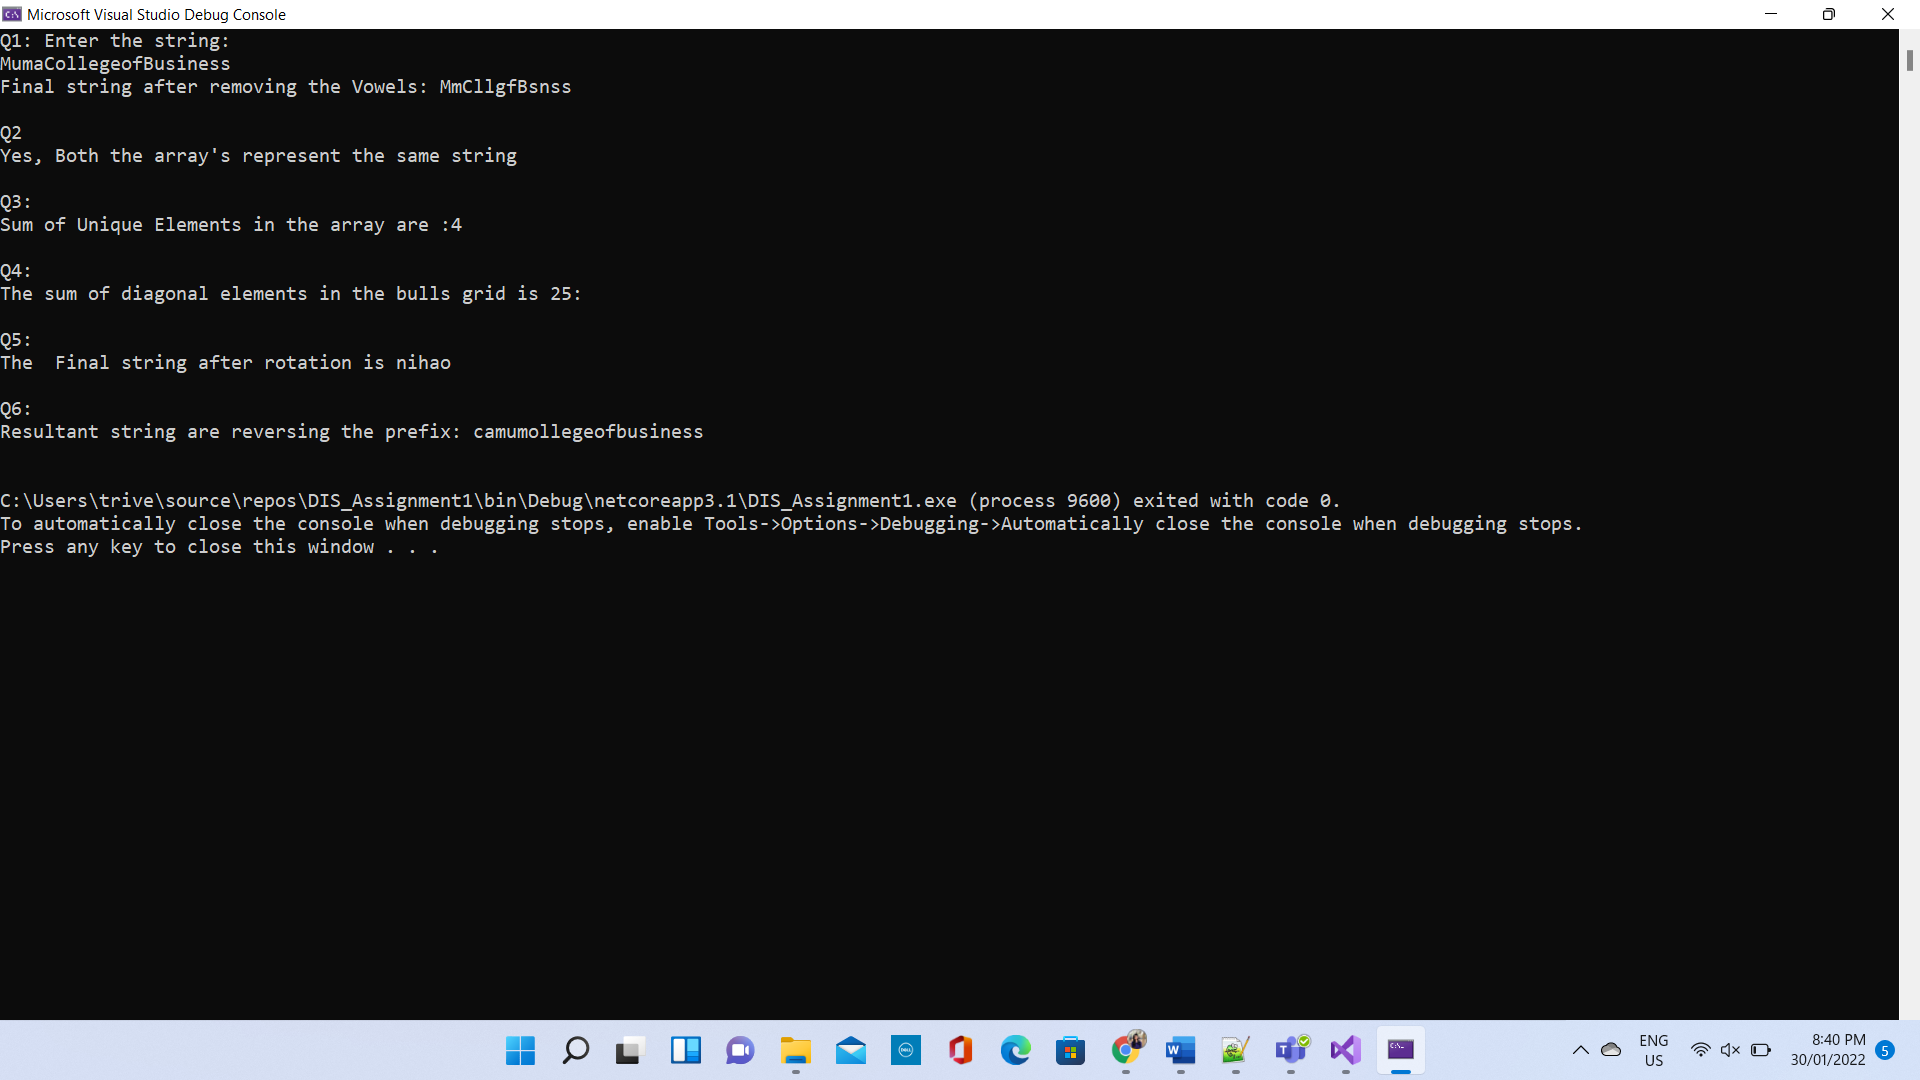 Microsoft Visual Studio Debug Console
Q1: Enter the string:
MumaCollegeofBusiness
Final string after removing the Vowels: MmCllgfBsnss
Q2
Yes, Both the array's represent the same string
Q3:
Sum of Unique Elements in the array are :4
Q4:
The sum of diagonal elements in the bulls grid is 25:
Q5:
The  Final string after rotation is nihao
Q6:
Resultant string are reversing the prefix: camumollegeofbusiness
C:\Users\trive\source\repos\DIS_Assignment1\bin\Debug\netcoreapp3.1\DIS_Assignment1.exe (process 9600) exited with code 0.
To automatically close the console when debugging stops, enable Tools->Options->Debugging->Automatically close the console when debugging stops.
Press any key to close this window . . .
ENG
US
8:40 PM
30/01/2022
5